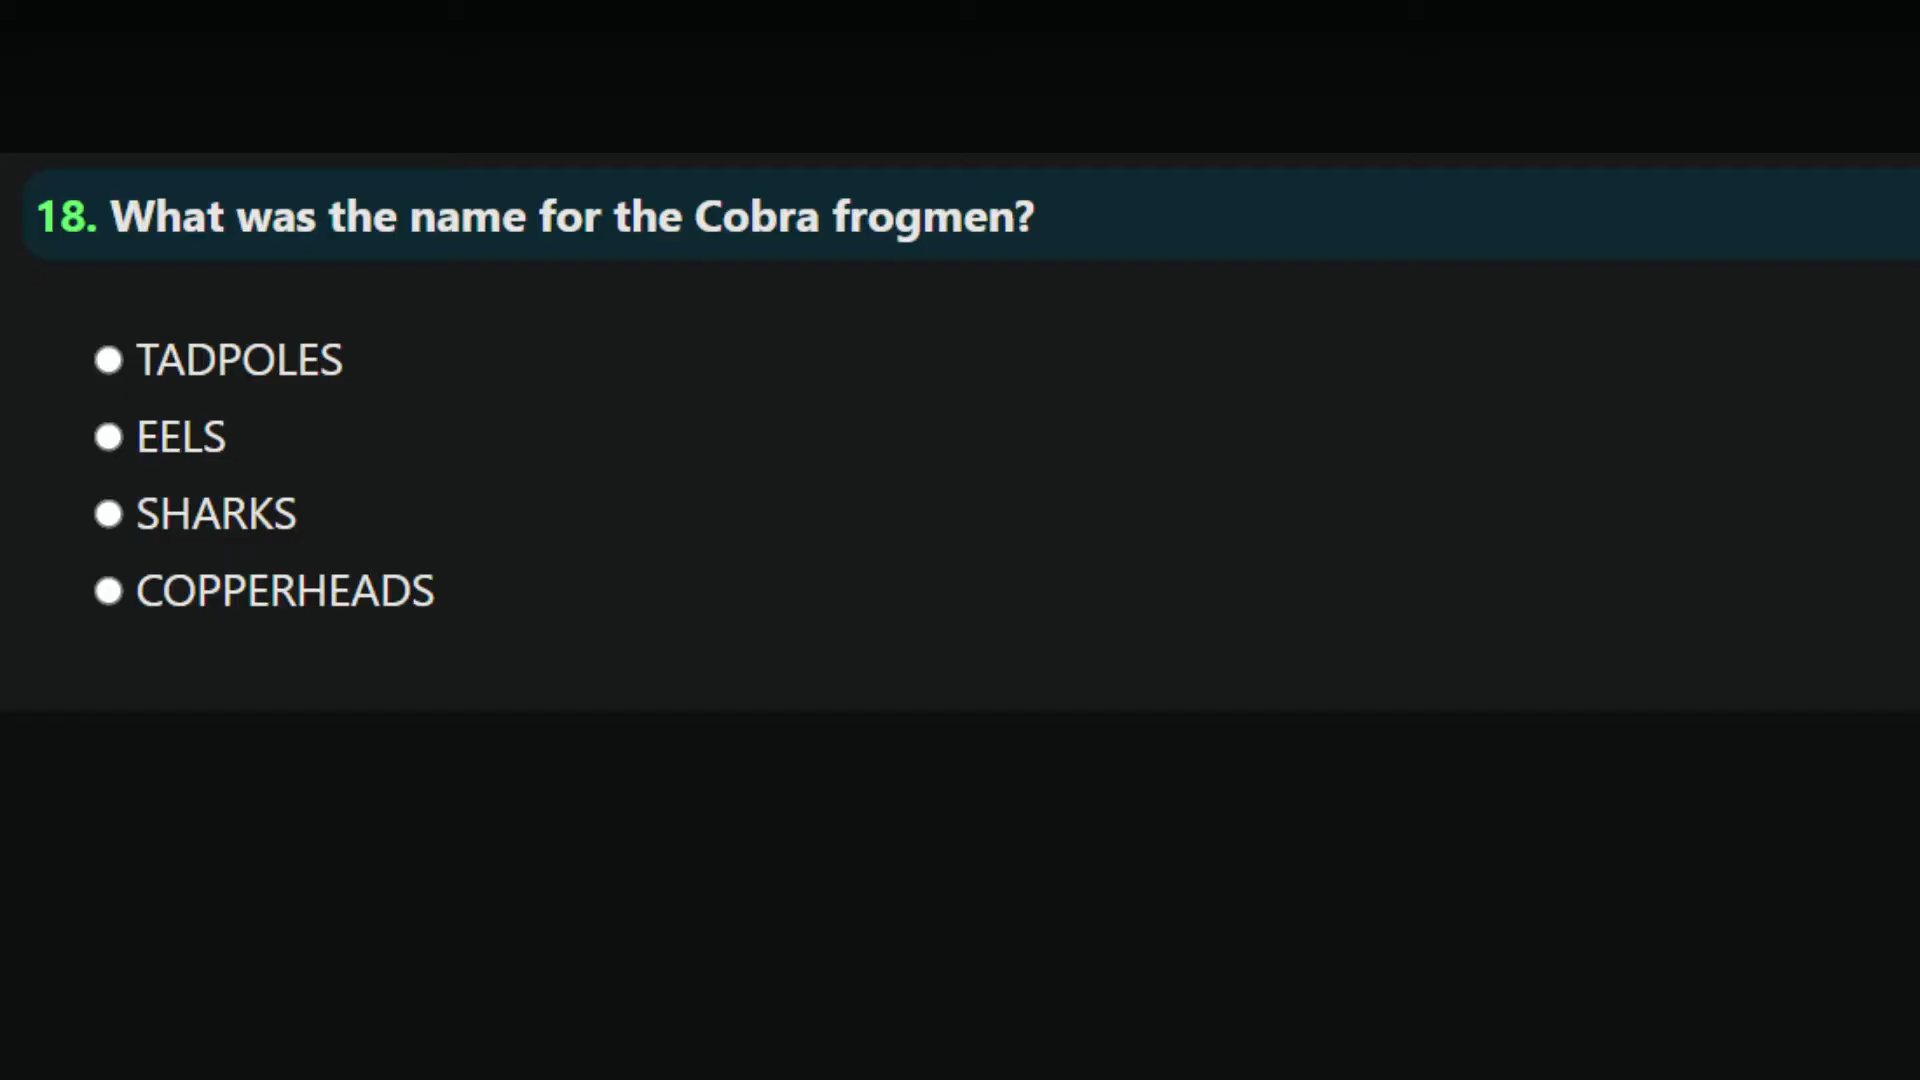 18. What was the name for the Cobra frogmen?
TADPOLES
EELS
SHARKS
COPPERHEADS